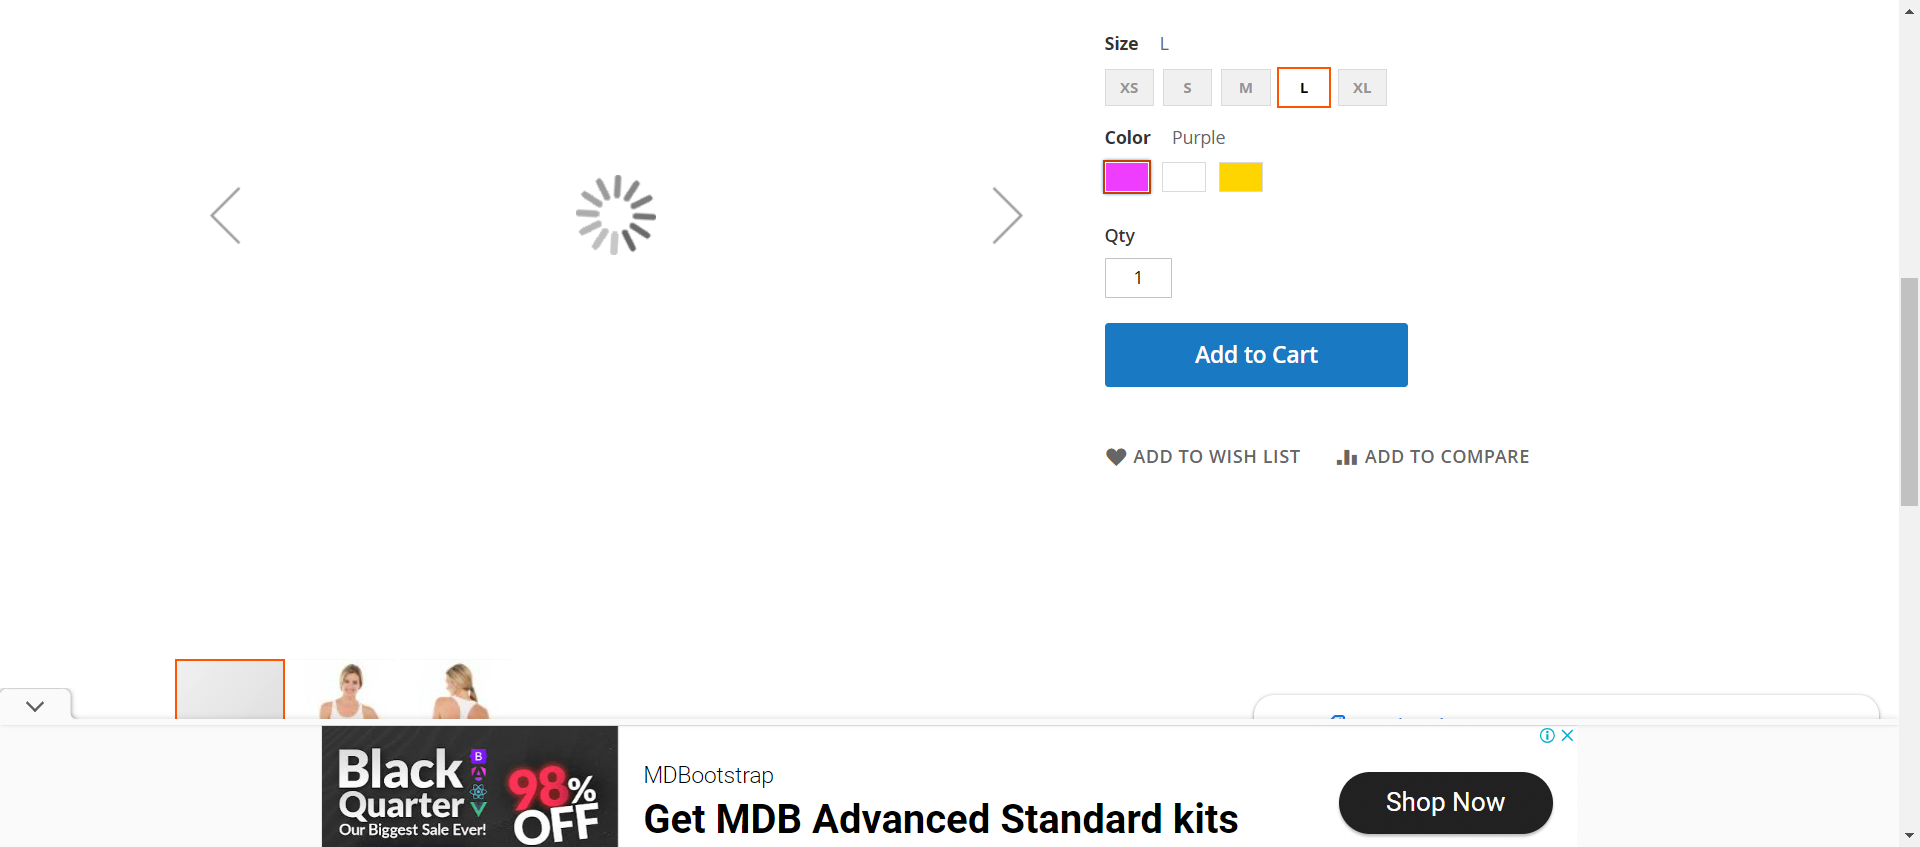 Size L
XS S M L XL
Color Purple
Qty
1
Add to Cart
ADD TO WISH LIST ADD TO COMPARE
Black
Quarter
Our Biggest Sale Ever!
B
98%
OFF
MDBootstrap
Get MDB Advanced Standard kits
Shop Now